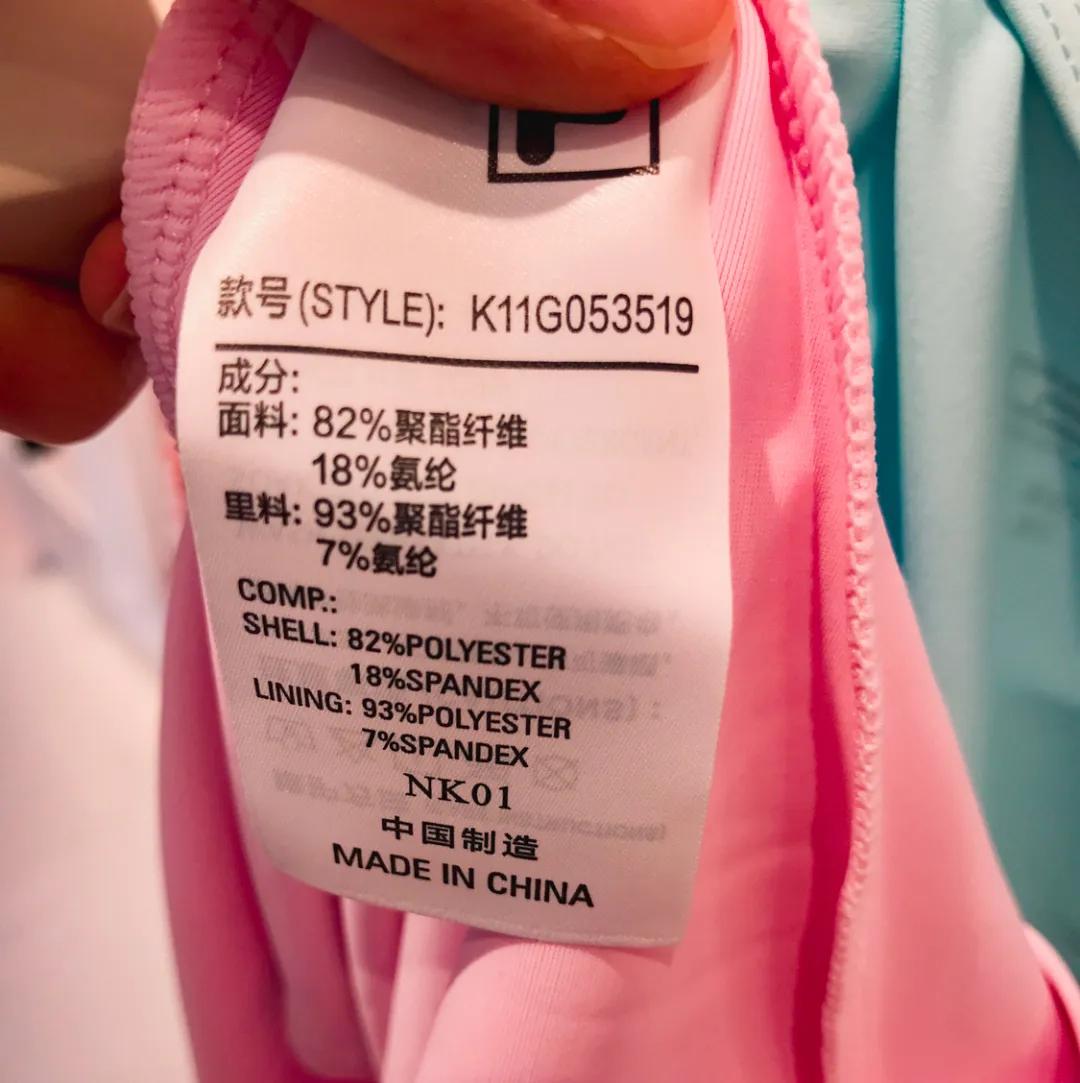 款号(STYLE): K11G053519
成分:
面料: 82%聚酯纤维
18%氨纶
里料: 93%聚酯纤维
7%氨纶
COMP.:
SHELL: 82%POLYESTER
18%SPANDEX
LINING: 93%POLYESTER
7%SPANDEX
NK01
中国制造
MADE IN CHINA